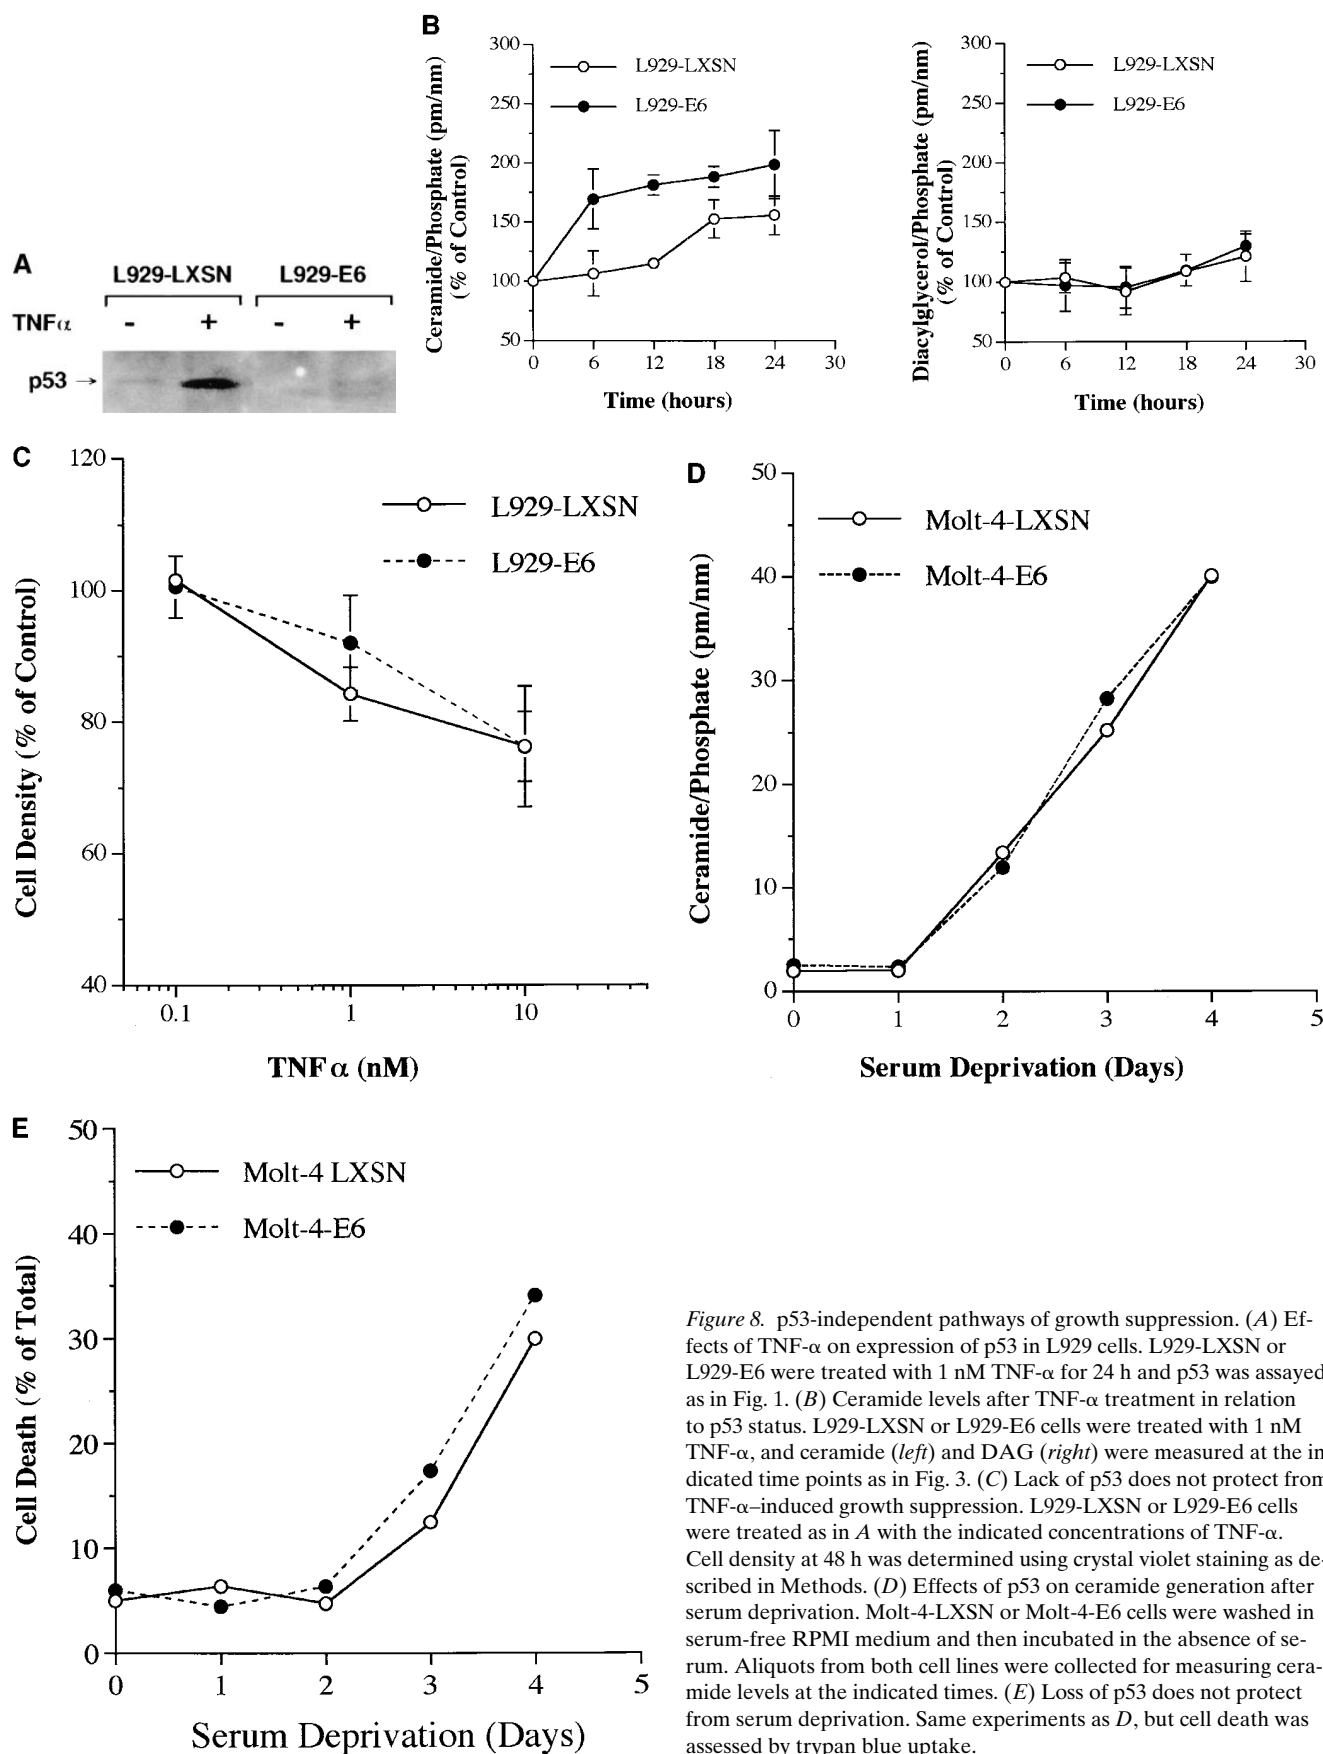 A
L929-LXSN L929-E6
TNFα - + - +
p53 →
B
300
250
200
150
100
50
0 6 12 18 24 30
Ceramide/Phosphate (pm/nm)
(% of Control)
Time (hours)
L929-LXSN
L929-E6
300
250
200
150
100
50
0 6 12 18 24 30
Diacylglycerol/Phosphate (pm/nm)
(% of Control)
Time (hours)
L929-LXSN
L929-E6
C
120
100
80
60
40
0.1 1 10
Cell Density (% of Control)
TNFα (nM)
L929-LXSN
L929-E6
D
50
40
30
20
10
0
0 1 2 3 4 5
Ceramide/Phosphate (pm/nm)
Serum Deprivation (Days)
Molt-4-LXSN
Molt-4-E6
E
50
40
30
20
10
0
0 1 2 3 4 5
Cell Death (% of Total)
Serum Deprivation (Days)
Molt-4 LXSN
Molt-4-E6
Figure 8. p53-independent pathways of growth suppression. (A) Ef-
fects of TNF-α on expression of p53 in L929 cells. L929-LXSN or
L929-E6 were treated with 1 nM TNF-α for 24 h and p53 was assayed
as in Fig. 1. (B) Ceramide levels after TNF-α treatment in relation
to p53 status. L929-LXSN or L929-E6 cells were treated with 1 nM
TNF-α, and ceramide (left) and DAG (right) were measured at the in-
dicated time points as in Fig. 3. (C) Lack of p53 does not protect from
TNF-α–induced growth suppression. L929-LXSN or L929-E6 cells
were treated as in A with the indicated concentrations of TNF-α.
Cell density at 48 h was determined using crystal violet staining as de-
scribed in Methods. (D) Effects of p53 on ceramide generation after
serum deprivation. Molt-4-LXSN or Molt-4-E6 cells were washed in
serum-free RPMI medium and then incubated in the absence of se-
rum. Aliquots from both cell lines were collected for measuring cera-
mide levels at the indicated times. (E) Loss of p53 does not protect
from serum deprivation. Same experiments as D, but cell death was
assessed by trypan blue uptake.